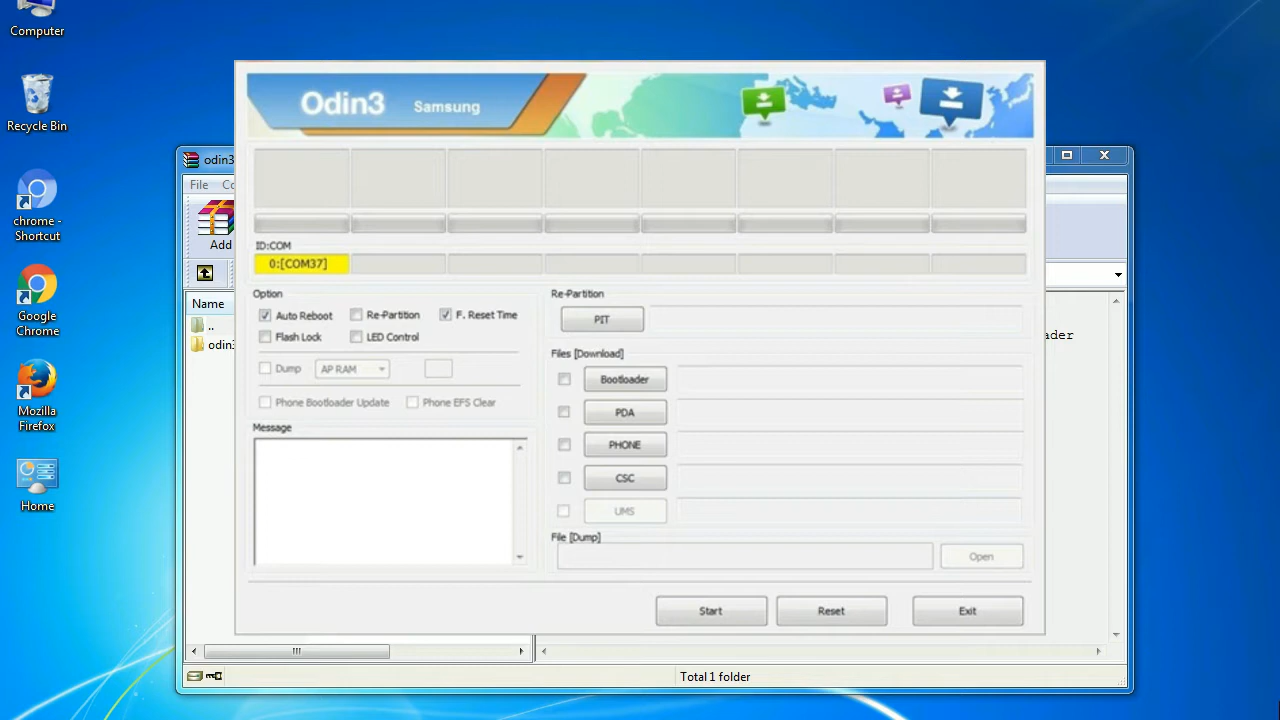 Computer
Recycle Bin
chrome -
Shortcut
Google
Chrome
Mozilla
Firefox
Home
odin3
File
Add
Name
..
odin3
ader
Total 1 folder
Odin3 Samsung
ID:COM
0:[COM37]
Option
Auto Reboot Re-Partition F. Reset Time
Flash Lock LED Control
Dump AP RAM
Phone Bootloader Update Phone EFS Clear
Message
Re-Partition
PIT
Files [Download]
Bootloader
PDA
PHONE
CSC
UMS
File [Dump]
Open
Start Reset Exit